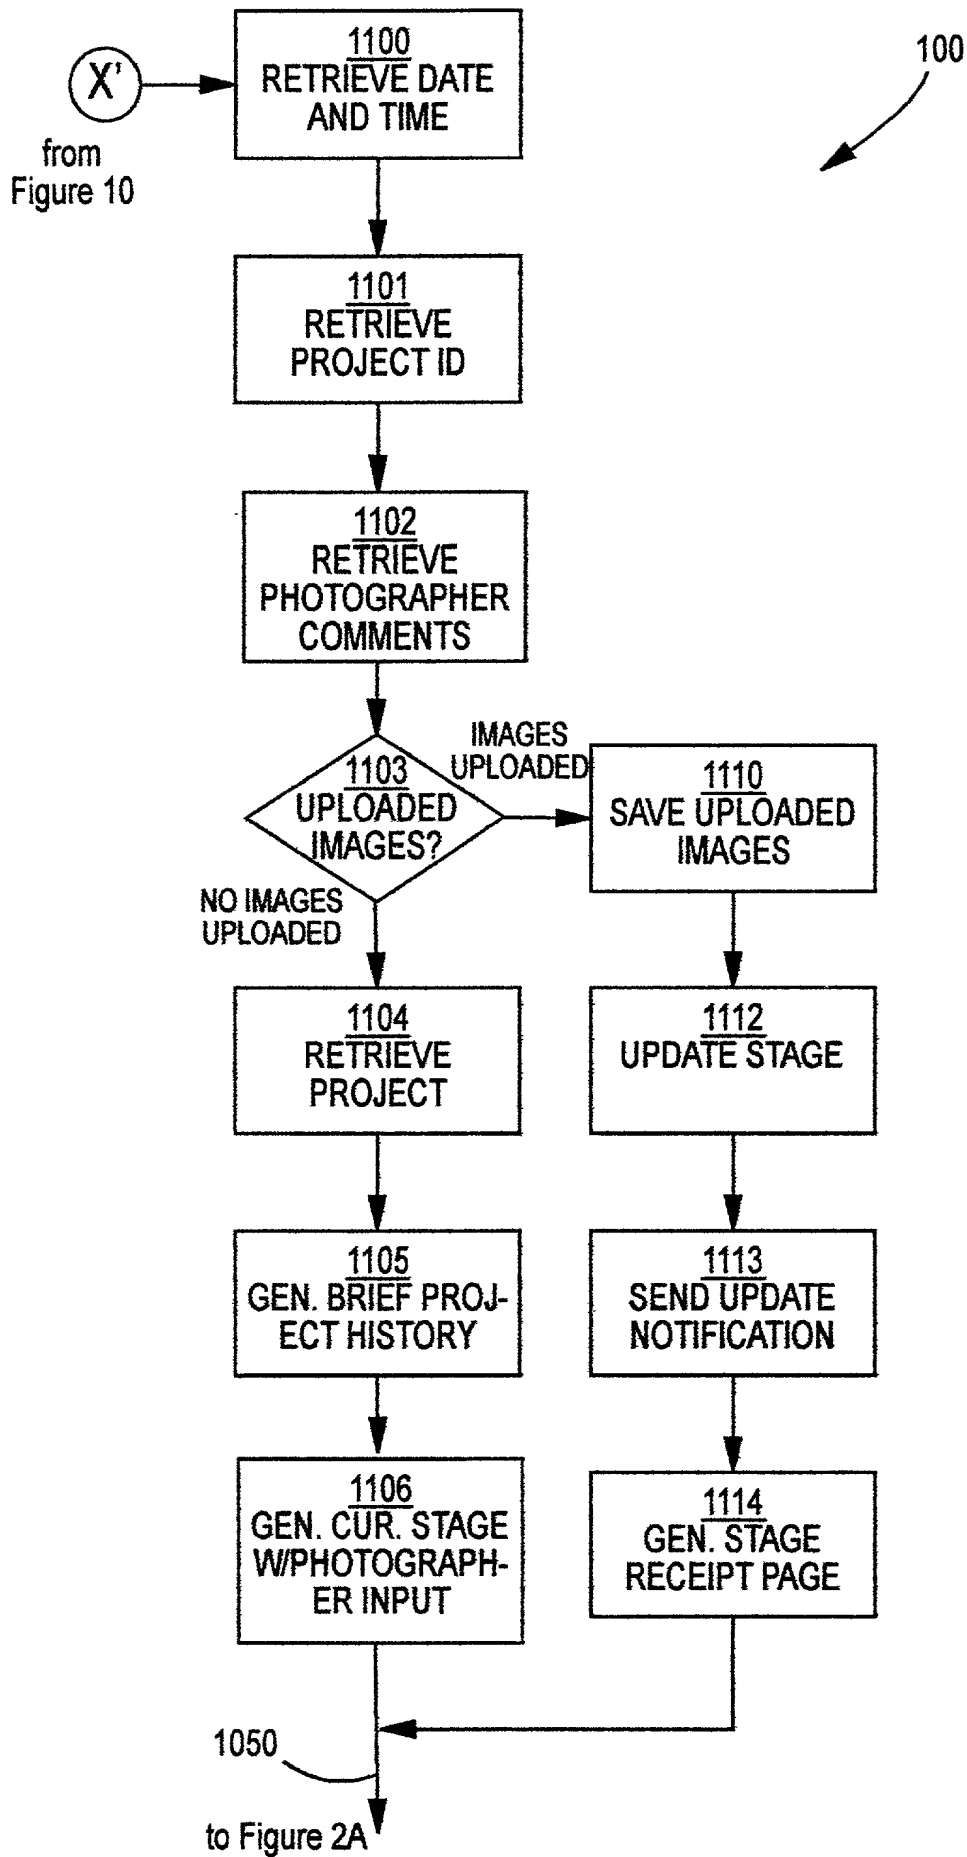 1100
RETRIEVE DATE
AND TIME
100
X'
from
Figure 10
1101
RETRIEVE
PROJECT ID
1102
RETRIEVE
PHOTOGRAPHER
COMMENTS
1103
UPLOADED
IMAGES?
IMAGES
UPLOADED
1110
SAVE UPLOADED
IMAGES
NO IMAGES
UPLOADED
1104
RETRIEVE
PROJECT
1112
UPDATE STAGE
1105
GEN. BRIEF PROJ-
ECT HISTORY
1113
SEND UPDATE
NOTIFICATION
1106
GEN. CUR. STAGE
W/PHOTOGRAPH-
ER INPUT
1114
GEN. STAGE
RECEIPT PAGE
1050
to Figure 2A